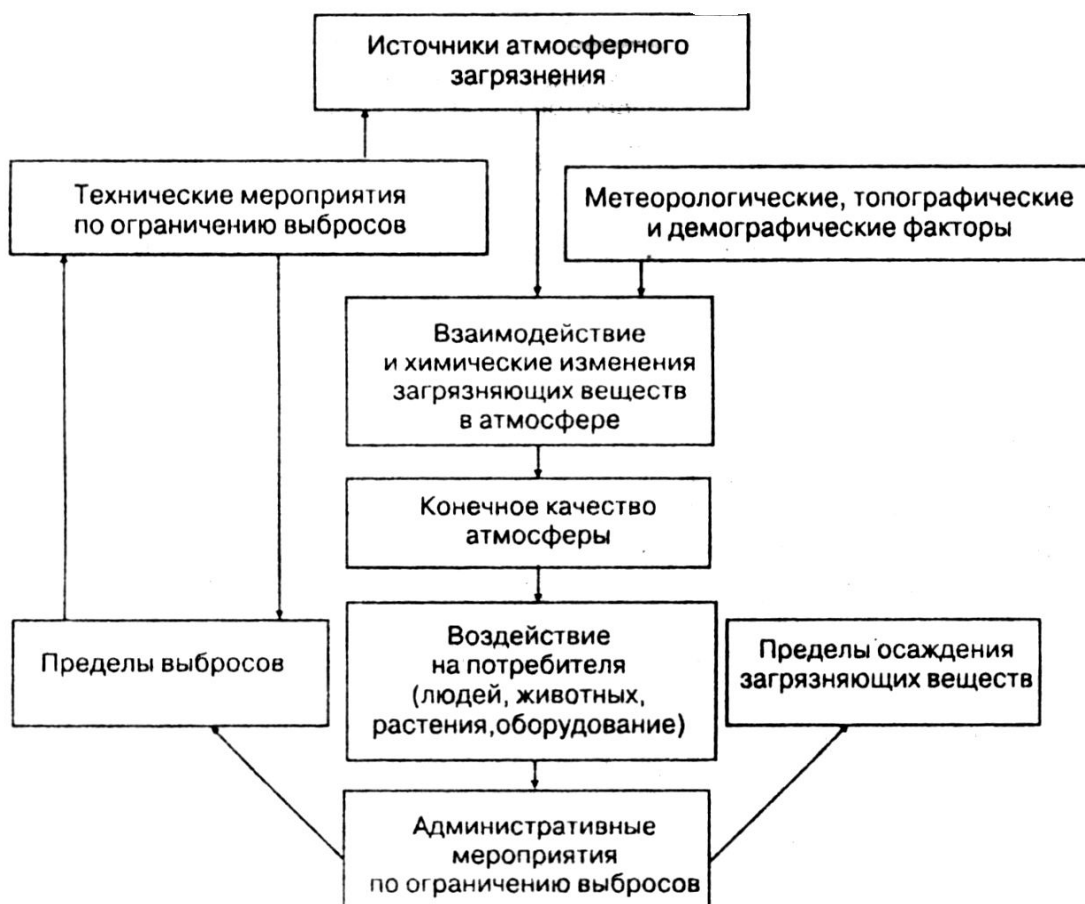 Источники атмосферного
загрязнения
Технические мероприятия
по ограничению выбросов
Метеорологические, топографические
и демографические факторы
Взаимодействие
и химические изменения
загрязняющих веществ
в атмосфере
Конечное качество
атмосферы
Пределы выбросов
Воздействие
на потребителя
(людей, животных,
растения,оборудование)
Пределы осаждения
загрязняющих веществ
Административные
мероприятия
по ограничению выбросов